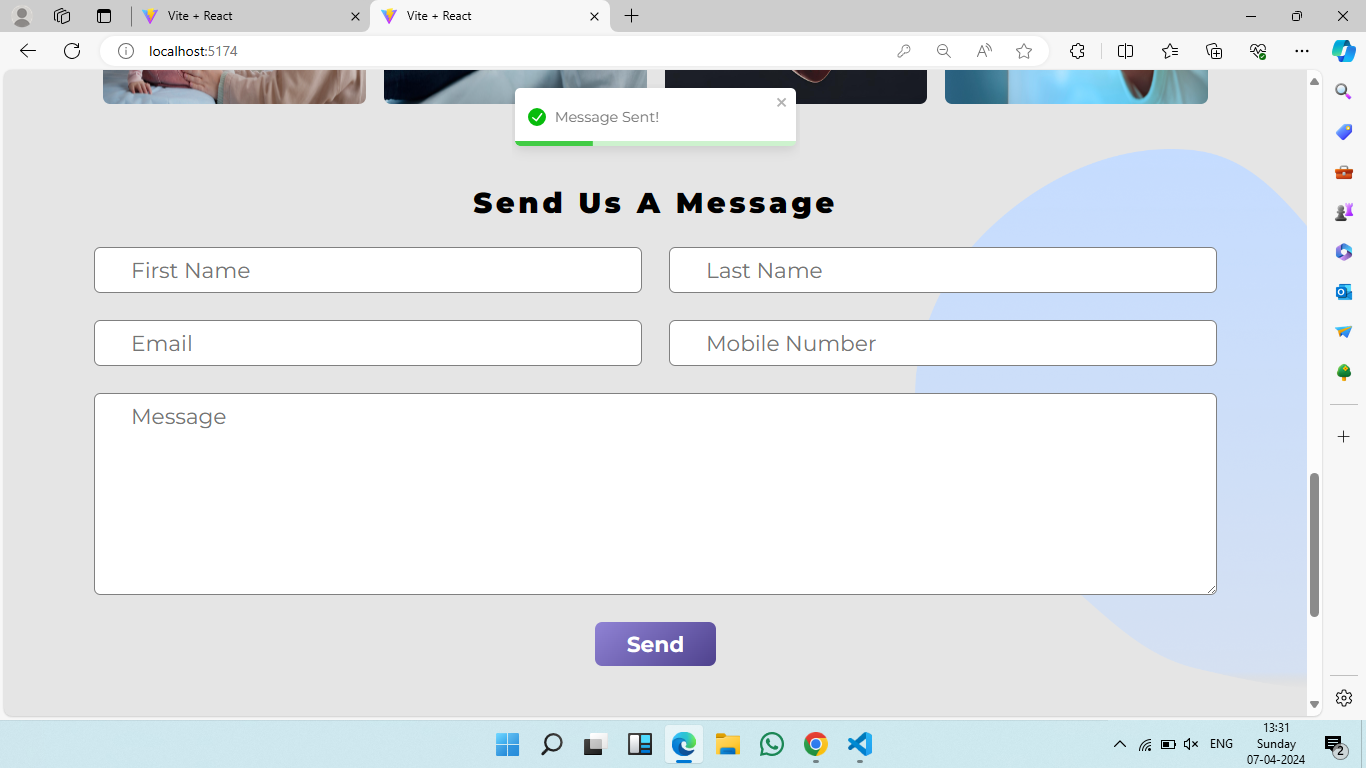 Vite + React
Vite + React
localhost:5174
Message Sent!
Send Us A Message
First Name
Last Name
Email
Mobile Number
Message
Send
ENG
13:31
Sunday
07-04-2024
2